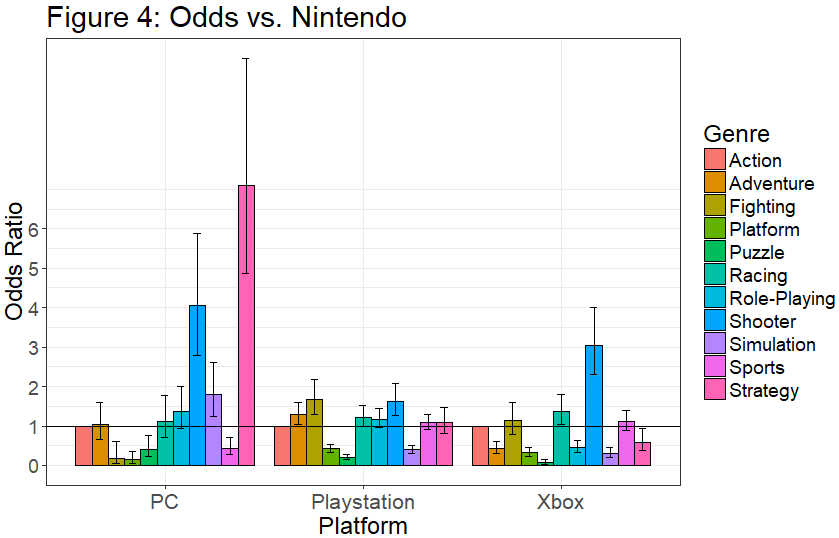 Figure 4: Odds vs. Nintendo
Odds Ratio
6
5
4
3
2
1
0
PC Playstation Xbox
Platform
Genre
Action
Adventure
Fighting
Platform
Puzzle
Racing
Role-Playing
Shooter
Simulation
Sports
Strategy